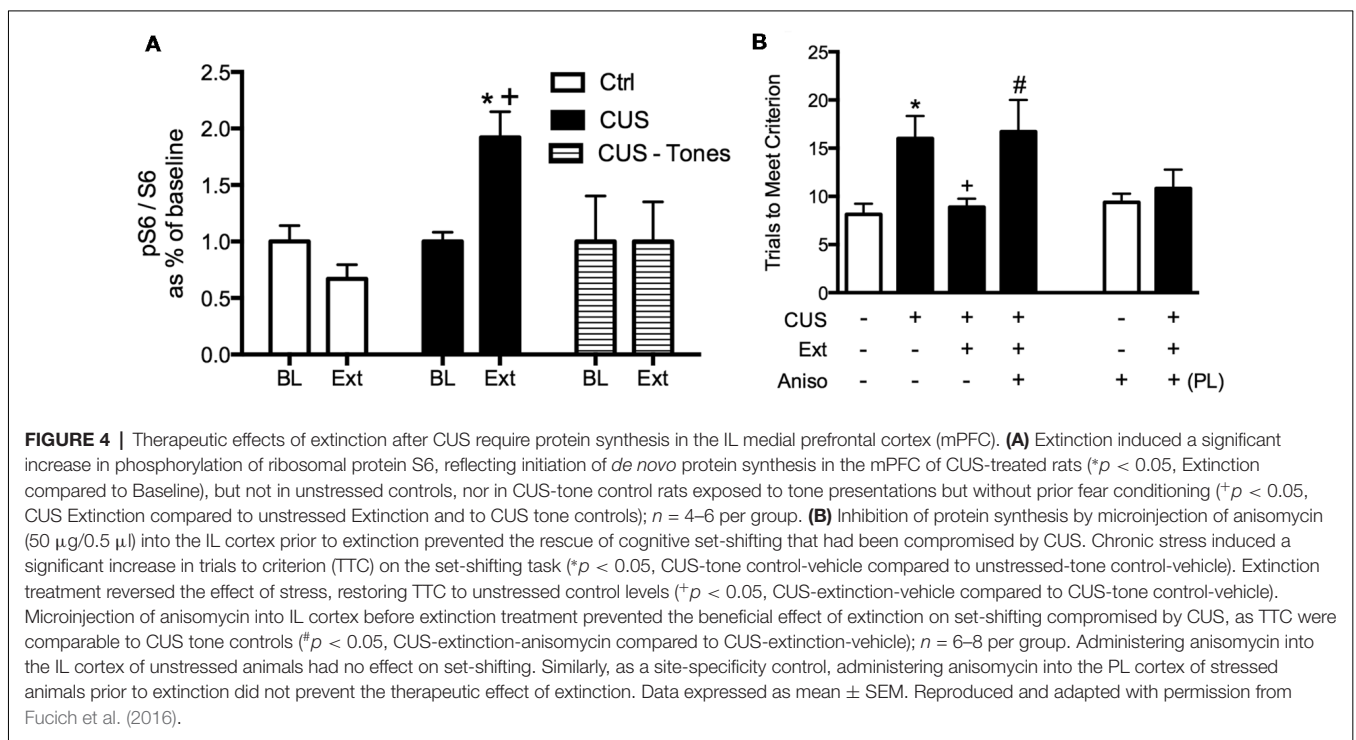 A
2.5
2.0
1.5
1.0
0.5
0.0
pS6 / S6
as % of baseline
* +
Ctrl
CUS
CUS - Tones
BL Ext BL Ext BL Ext
B
25
20
15
10
5
0
Trials to Meet Criterion
*
+
#
CUS - + + + - +
Ext - - + + - +
Aniso - - - + + + (PL)
FIGURE 4 | Therapeutic effects of extinction after CUS require protein synthesis in the IL medial prefrontal cortex (mPFC). (A) Extinction induced a significant
increase in phosphorylation of ribosomal protein S6, reflecting initiation of de novo protein synthesis in the mPFC of CUS-treated rats (*p < 0.05, Extinction
compared to Baseline), but not in unstressed controls, nor in CUS-tone control rats exposed to tone presentations but without prior fear conditioning (+p < 0.05,
CUS Extinction compared to unstressed Extinction and to CUS tone controls); n = 4–6 per group. (B) Inhibition of protein synthesis by microinjection of anisomycin
(50 μg/0.5 μl) into the IL cortex prior to extinction prevented the rescue of cognitive set-shifting that had been compromised by CUS. Chronic stress induced a
significant increase in trials to criterion (TTC) on the set-shifting task (*p < 0.05, CUS-tone control-vehicle compared to unstressed-tone control-vehicle). Extinction
treatment reversed the effect of stress, restoring TTC to unstressed control levels (+p < 0.05, CUS-extinction-vehicle compared to CUS-tone control-vehicle).
Microinjection of anisomycin into IL cortex before extinction treatment prevented the beneficial effect of extinction on set-shifting compromised by CUS, as TTC were
comparable to CUS tone controls (#p < 0.05, CUS-extinction-anisomycin compared to CUS-extinction-vehicle); n = 6–8 per group. Administering anisomycin into
the IL cortex of unstressed animals had no effect on set-shifting. Similarly, as a site-specificity control, administering anisomycin into the PL cortex of stressed
animals prior to extinction did not prevent the therapeutic effect of extinction. Data expressed as mean ± SEM. Reproduced and adapted with permission from
Fucich et al. (2016).